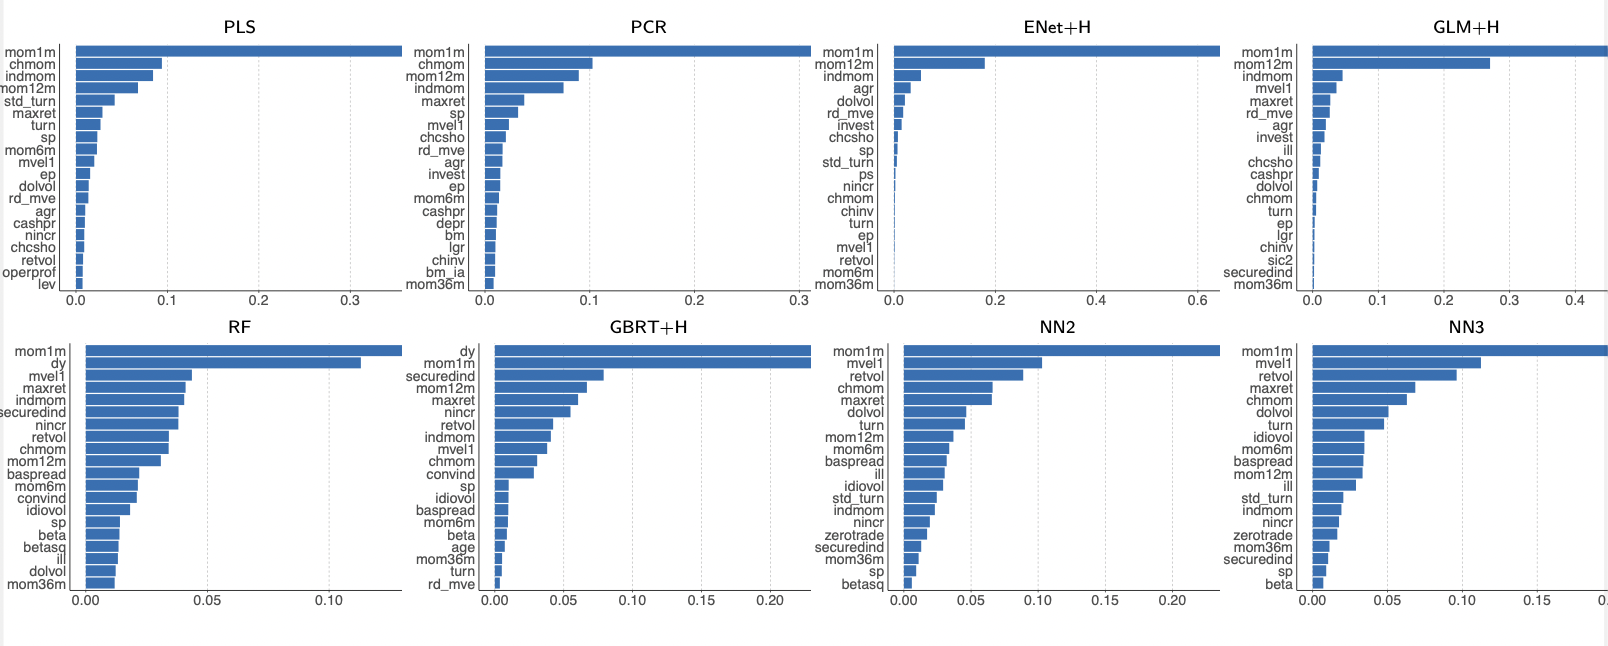 PLS
mom1m
chmom
indmom
mom12m
std_turn
maxret
turn
sp
mom6m
mvel1
ep
dolvol
rd_mve
agr
cashpr
nincr
chcsho
retvol
operprof
lev
0.0 0.1 0.2 0.3
PCR
mom1m
chmom
mom12m
indmom
maxret
sp
mvel1
chcsho
rd_mve
agr
invest
ep
mom6m
cashpr
depr
bm
lgr
chinv
bm_ia
mom36m
0.0 0.1 0.2 0.3
ENet+H
mom1m
mom12m
indmom
agr
dolvol
rd_mve
invest
chcsho
sp
std_turn
ps
nincr
chmom
chinv
turn
ep
mvel1
retvol
mom6m
mom36m
0.0 0.2 0.4 0.6
GLM+H
mom1m
mom12m
indmom
mvel1
maxret
rd_mve
agr
invest
ill
chcsho
cashpr
dolvol
chmom
turn
ep
lgr
chinv
sic2
securedind
mom36m
0.0 0.1 0.2 0.3 0.4
RF
mom1m
dy
mvel1
maxret
indmom
securedind
nincr
retvol
chmom
mom12m
baspread
mom6m
convind
idiovol
sp
beta
betasq
ill
dolvol
mom36m
0.00 0.05 0.10
GBRT+H
dy
mom1m
securedind
mom12m
maxret
nincr
retvol
indmom
mvel1
chmom
convind
sp
idiovol
baspread
mom6m
beta
age
mom36m
turn
rd_mve
0.00 0.05 0.10 0.15 0.20
NN2
mom1m
mvel1
retvol
chmom
maxret
dolvol
turn
mom12m
mom6m
baspread
ill
idiovol
std_turn
indmom
nincr
zerotrade
securedind
mom36m
sp
betasq
0.00 0.05 0.10 0.15 0.20
NN3
mom1m
mvel1
retvol
maxret
chmom
dolvol
turn
idiovol
mom6m
baspread
mom12m
ill
std_turn
indmom
nincr
zerotrade
mom36m
securedind
sp
beta
0.00 0.05 0.10 0.15